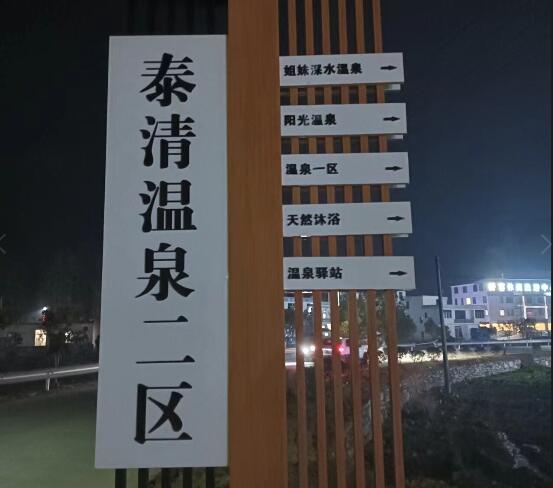 泰清温泉二区
姐妹深水温泉
阳光温泉
温泉一区
天然沐浴
温泉驿站